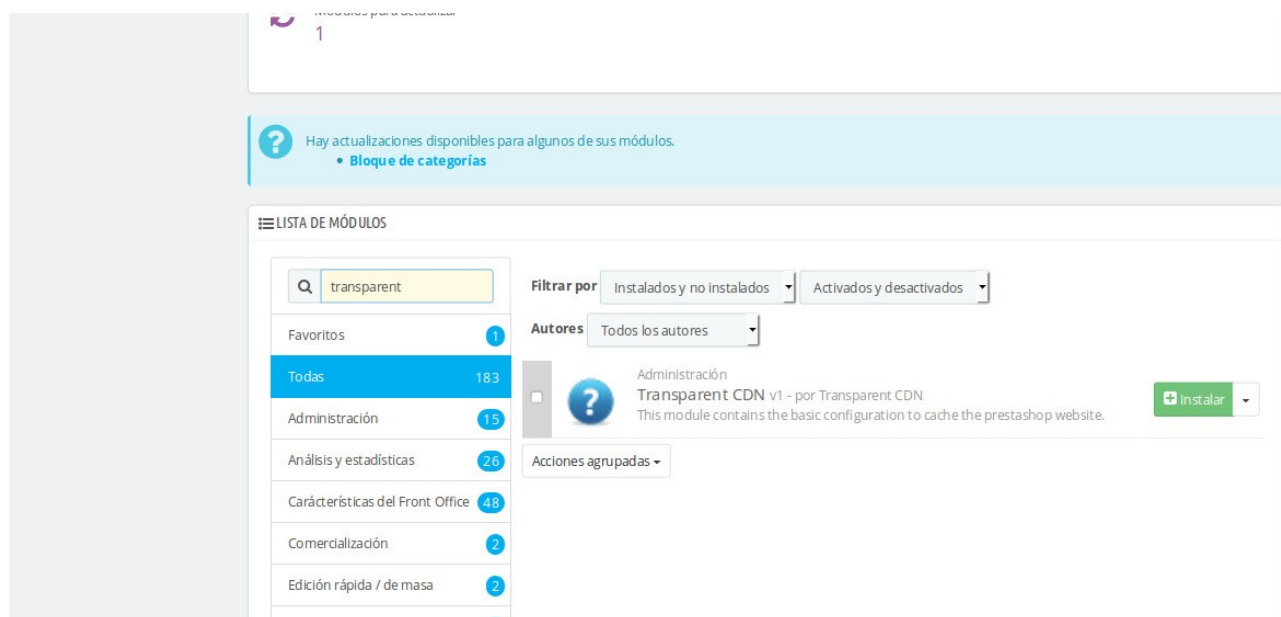 1
Hay actualizaciones disponibles para algunos de sus módulos.
Bloque de categorías
LISTA DE MÓDULOS
transparent
Filtrar por Instalados y no instalados Activados y desactivados
Favoritos 1
Autores Todos los autores
Todas 183
Administración
Transparent CDN v1 - por Transparent CDN
This module contains the basic configuration to cache the prestashop website.
Instalar
Administración 15
Análisis y estadísticas 26
Acciones agrupadas
Carácterísticas del Front Office 48
Comercialización 2
Edición rápida / de masa 2